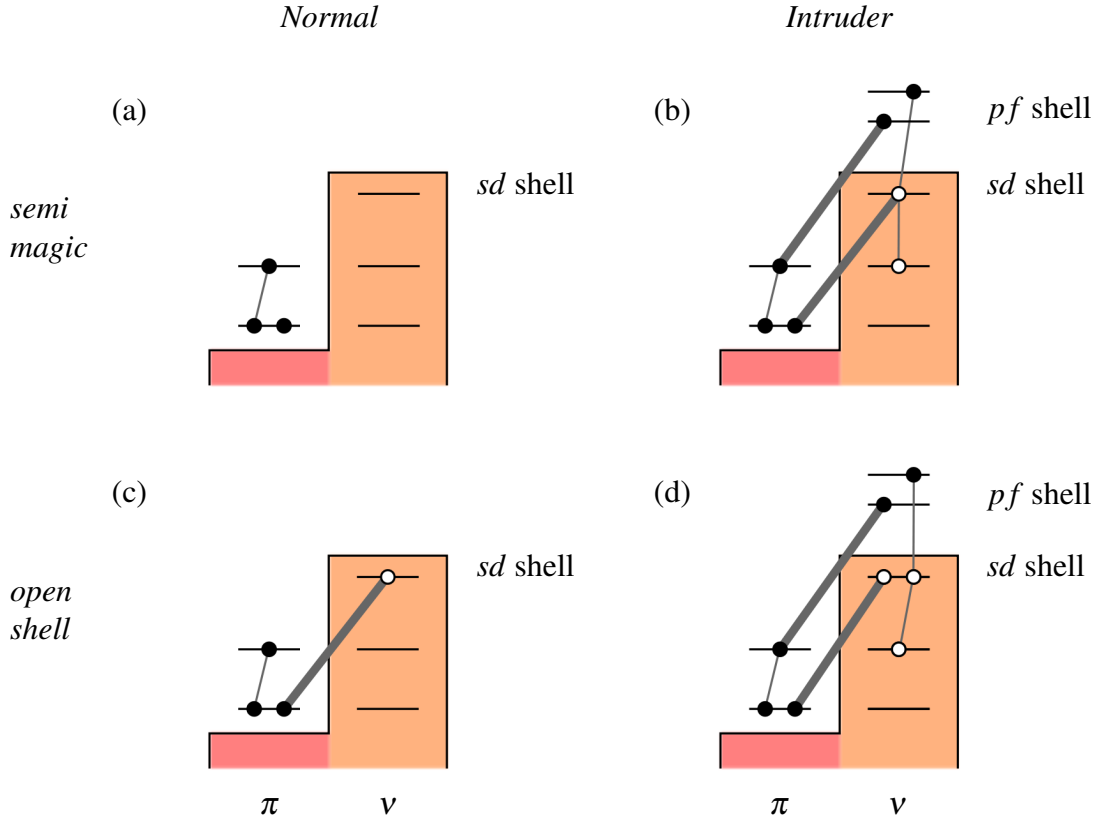 Normal
Intruder
(a)
(b)
pf shell
sd shell
sd shell
semi
magic
(c)
(d)
pf shell
sd shell
sd shell
open
shell
π
ν
π
ν